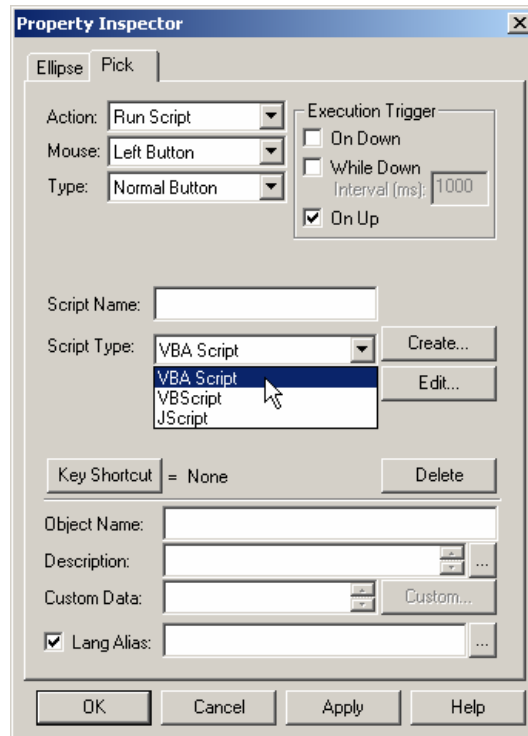 Property Inspector
Ellipse Pick
Action: Run Script
Mouse: Left Button
Type: Normal Button
Execution Trigger
On Down
While Down
Interval (ms): 1000
On Up
Script Name:
Script Type: VBA Script Create...
VBA Script Edit...
VBScript
JScript
Key Shortcut = None Delete
Object Name:
Description: ...
Custom Data: Custom...
Lang Alias: ...
OK Cancel Apply Help